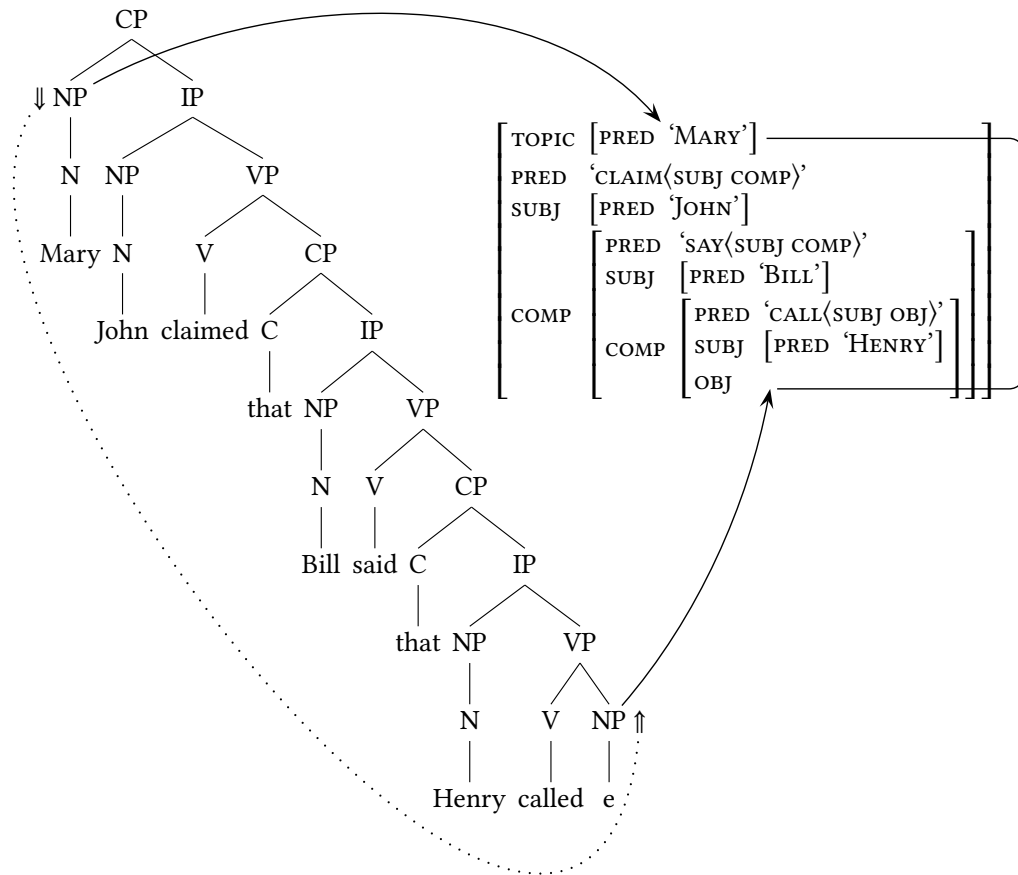 CP
⇓ NP IP
N NP VP
Mary N V CP
John claimed C IP
that NP VP
N V CP
Bill said C IP
that NP VP
N V NP ⇑
Henry called e
TOPIC [PRED ‘MARY’]
PRED ‘CLAIM⟨SUBJ COMP⟩’
SUBJ [PRED ‘JOHN’]
COMP
PRED ‘SAY⟨SUBJ COMP⟩’
SUBJ [PRED ‘BILL’]
COMP
PRED ‘CALL⟨SUBJ OBJ⟩’
SUBJ [PRED ‘HENRY’]
OBJ